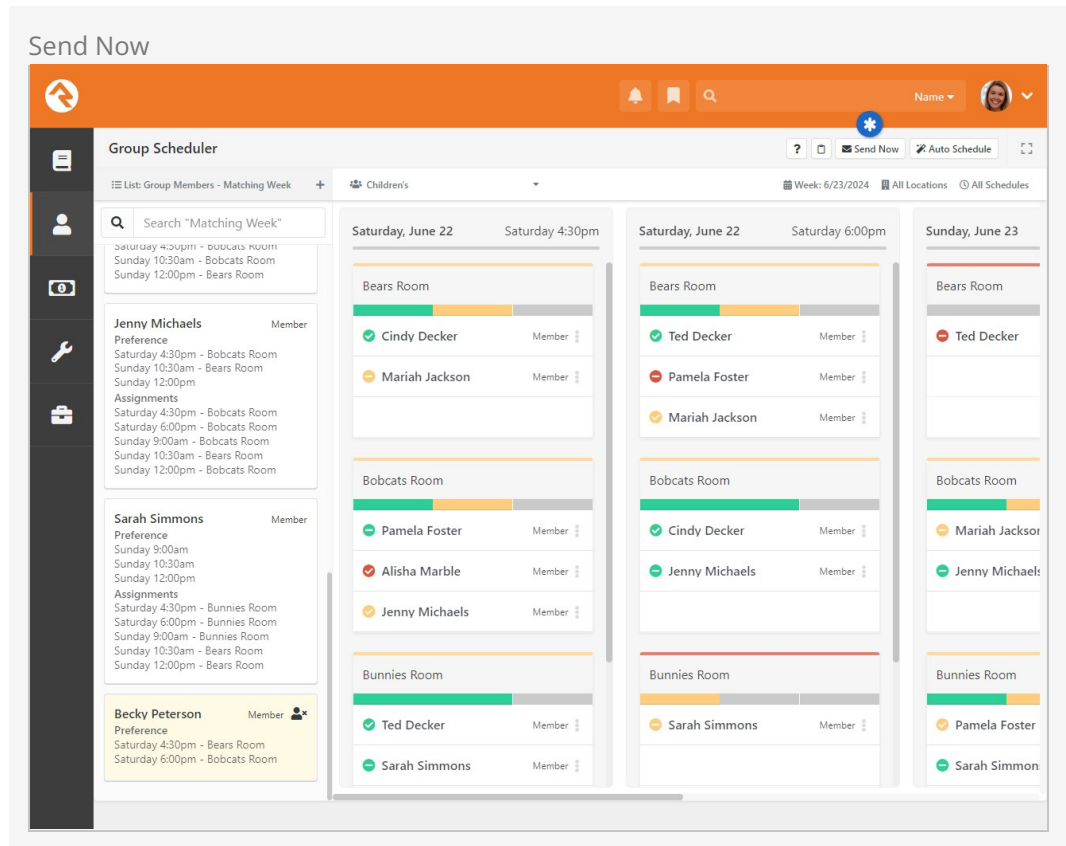 Send Now
Name
Group Scheduler
? Send Now Auto Schedule
List: Group Members - Matching Week +
Children's
Week: 6/23/2024 All Locations All Schedules
Search "Matching Week"
Saturday 4:30pm - Bobcats Room
Sunday 10:30am - Bobcats Room
Sunday 12:00pm - Bears Room
Jenny Michaels Member
Preference
Saturday 4:30pm - Bobcats Room
Sunday 10:30am - Bears Room
Sunday 12:00pm
Assignments
Saturday 4:30pm - Bobcats Room
Saturday 6:00pm - Bobcats Room
Sunday 9:00am - Bobcats Room
Sunday 10:30am - Bears Room
Sunday 12:00pm - Bobcats Room
Sarah Simmons Member
Preference
Sunday 9:00am
Sunday 10:30am
Sunday 12:00pm
Assignments
Saturday 4:30pm - Bunnies Room
Saturday 6:00pm - Bunnies Room
Sunday 9:00am - Bunnies Room
Sunday 10:30am - Bears Room
Sunday 12:00pm - Bears Room
Becky Peterson Member
Preference
Saturday 4:30pm - Bears Room
Saturday 6:00pm - Bobcats Room
Saturday, June 22 Saturday 4:30pm
Bears Room
Cindy Decker Member
Mariah Jackson Member
Bobcats Room
Pamela Foster Member
Alisha Marble Member
Jenny Michaels Member
Bunnies Room
Ted Decker Member
Sarah Simmons Member
Saturday, June 22 Saturday 6:00pm
Bears Room
Ted Decker Member
Pamela Foster Member
Mariah Jackson Member
Bobcats Room
Cindy Decker Member
Jenny Michaels Member
Bunnies Room
Sarah Simmons Member
Sunday, June 23
Bears Room
Ted Decker
Bobcats Room
Mariah Jackson
Jenny Michaels
Bunnies Room
Pamela Foster
Sarah Simmon